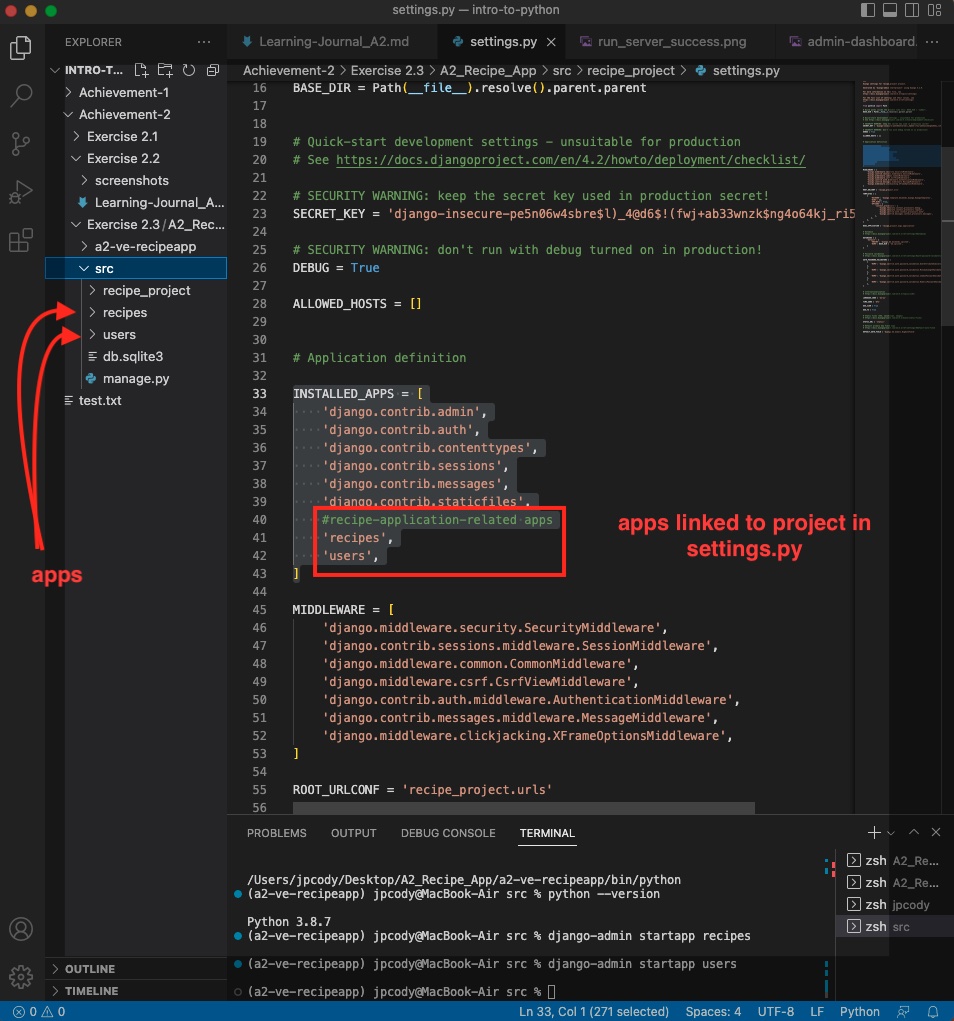 settings.py — intro-to-python
EXPLORER
Learning-Journal_A2.md
settings.py
run_server_success.png
admin-dashboard.
INTRO-T...
Achievement-2 > Exercise 2.3 > A2_Recipe_App > src > recipe_project > settings.py
Achievement-1
Achievement-2
Exercise 2.1
Exercise 2.2
screenshots
Learning-Journal_A...
Exercise 2.3 / A2_Rec...
a2-ve-recipeapp
src
recipe_project
recipes
users
db.sqlite3
manage.py
test.txt
apps
16 BASE_DIR = Path(__file__).resolve().parent.parent
17
18
19 # Quick-start development settings - unsuitable for production
20 # See https://docs.djangoproject.com/en/4.2/howto/deployment/checklist/
21
22 # SECURITY WARNING: keep the secret key used in production secret!
23 SECRET_KEY = 'django-insecure-pe5n06w4sbre$l)_4@d6$!(fwj+ab33wnzk$ng4o64kj_ri5
24
25 # SECURITY WARNING: don't run with debug turned on in production!
26 DEBUG = True
27
28 ALLOWED_HOSTS = []
29
30
31 # Application definition
32
33 INSTALLED_APPS = [
34 'django.contrib.admin',
35 'django.contrib.auth',
36 'django.contrib.contenttypes',
37 'django.contrib.sessions',
38 'django.contrib.messages',
39 'django.contrib.staticfiles',
40 #recipe-application-related apps
41 'recipes',
42 'users',
43 ]
apps linked to project in
settings.py
44
45 MIDDLEWARE = [
46 'django.middleware.security.SecurityMiddleware',
47 'django.contrib.sessions.middleware.SessionMiddleware',
48 'django.middleware.common.CommonMiddleware',
49 'django.middleware.csrf.CsrfViewMiddleware',
50 'django.contrib.auth.middleware.AuthenticationMiddleware',
51 'django.contrib.messages.middleware.MessageMiddleware',
52 'django.middleware.clickjacking.XFrameOptionsMiddleware',
53 ]
54
55 ROOT_URLCONF = 'recipe_project.urls'
56
PROBLEMS OUTPUT DEBUG CONSOLE TERMINAL
/Users/jpcody/Desktop/A2_Recipe_App/a2-ve-recipeapp/bin/python
(a2-ve-recipeapp) jpcody@MacBook-Air src % python --version
Python 3.8.7
(a2-ve-recipeapp) jpcody@MacBook-Air src % django-admin startapp recipes
(a2-ve-recipeapp) jpcody@MacBook-Air src % django-admin startapp users
(a2-ve-recipeapp) jpcody@MacBook-Air src %
zsh A2_Re...
zsh A2_Re...
zsh jpcody
zsh src
OUTLINE
TIMELINE
0 0 Ln 33, Col 1 (271 selected) Spaces: 4 UTF-8 LF Python